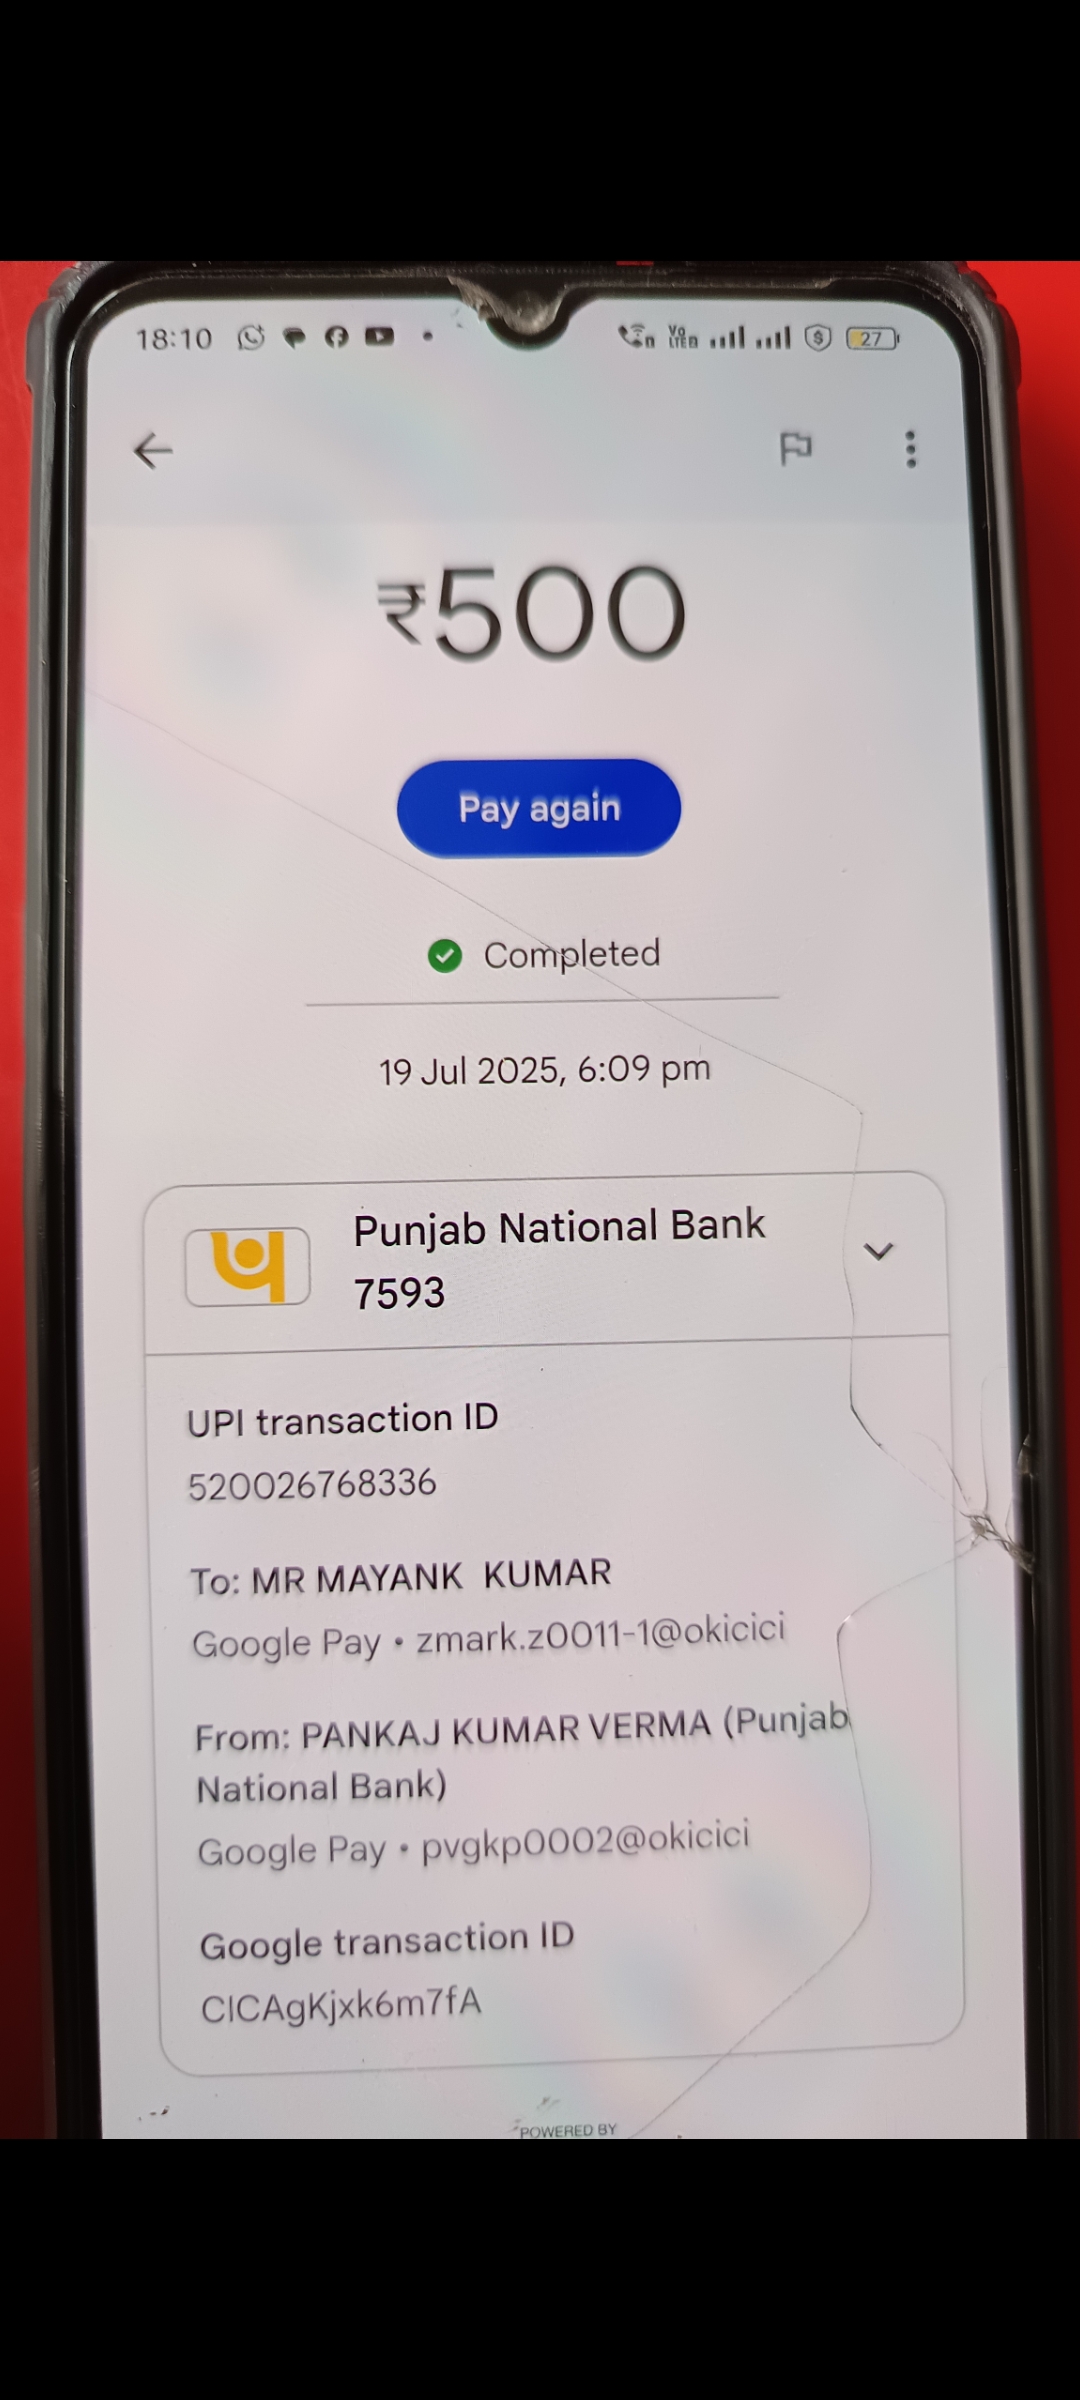 18:10
Vo
LTE
27
₹500
Pay again
Completed
19 Jul 2025, 6:09 pm
Punjab National Bank
7593
UPI transaction ID
520026768336
To: MR MAYANK KUMAR
Google Pay • zmark.z0011-1@okicici
From: PANKAJ KUMAR VERMA (Punjab
National Bank)
Google Pay • pvgkp0002@okicici
Google transaction ID
CICAgKjxk6m7fA
POWERED BY